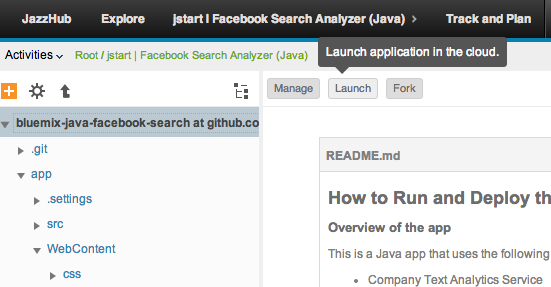 JazzHub Explore jstart | Facebook Search Analyzer (Java) Track and Plan
Activities Root / jstart | Facebook Search Analyzer (Java)
Launch application in the cloud.
Manage Launch Fork
bluemix-java-facebook-search at github.co
.git
app
.settings
src
WebContent
css
README.md
How to Run and Deploy th
Overview of the app
This is a Java app that uses the following
• Company Text Analytics Service